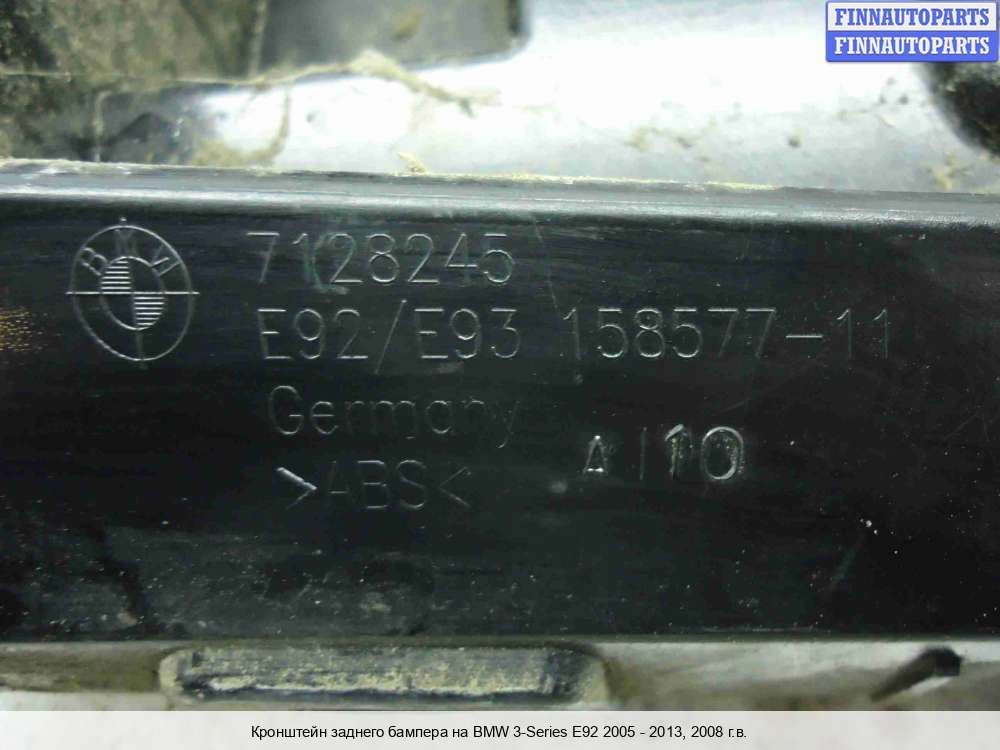 FINNAUTOPARTS
FINNAUTOPARTS
BMW
7128245
E92/E93 158577-11
Germany
>ABS<
A/10
Кронштейн заднего бампера на BMW 3-Series E92 2005 - 2013, 2008 г.в.